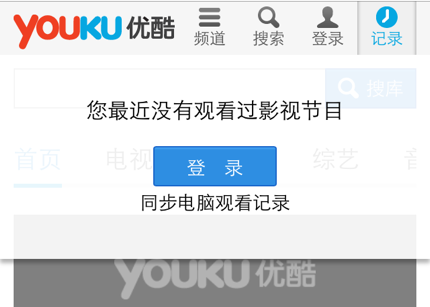 YOUKU 优酷
频道 搜索 登录 记录
搜库
您最近没有观看过影视节目
首页 电视 综艺 音
登 录
同步电脑观看记录
YOUKU 优酷